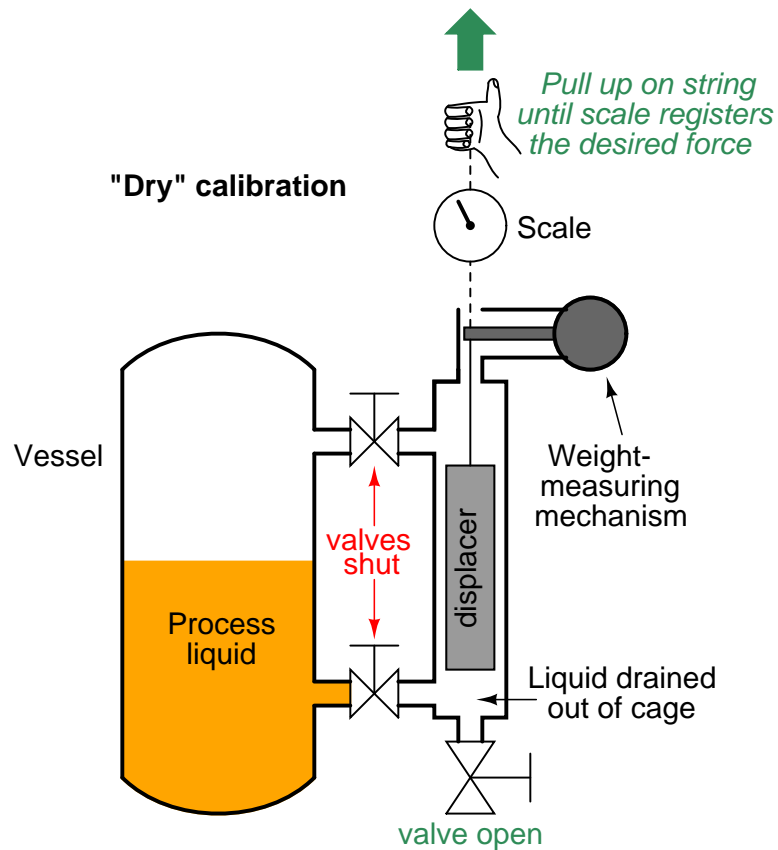 Pull up on string
until scale registers
the desired force
"Dry" calibration
Scale
Vessel
Weight-
measuring
mechanism
valves
shut
displacer
Process
liquid
Liquid drained
out of cage
valve open